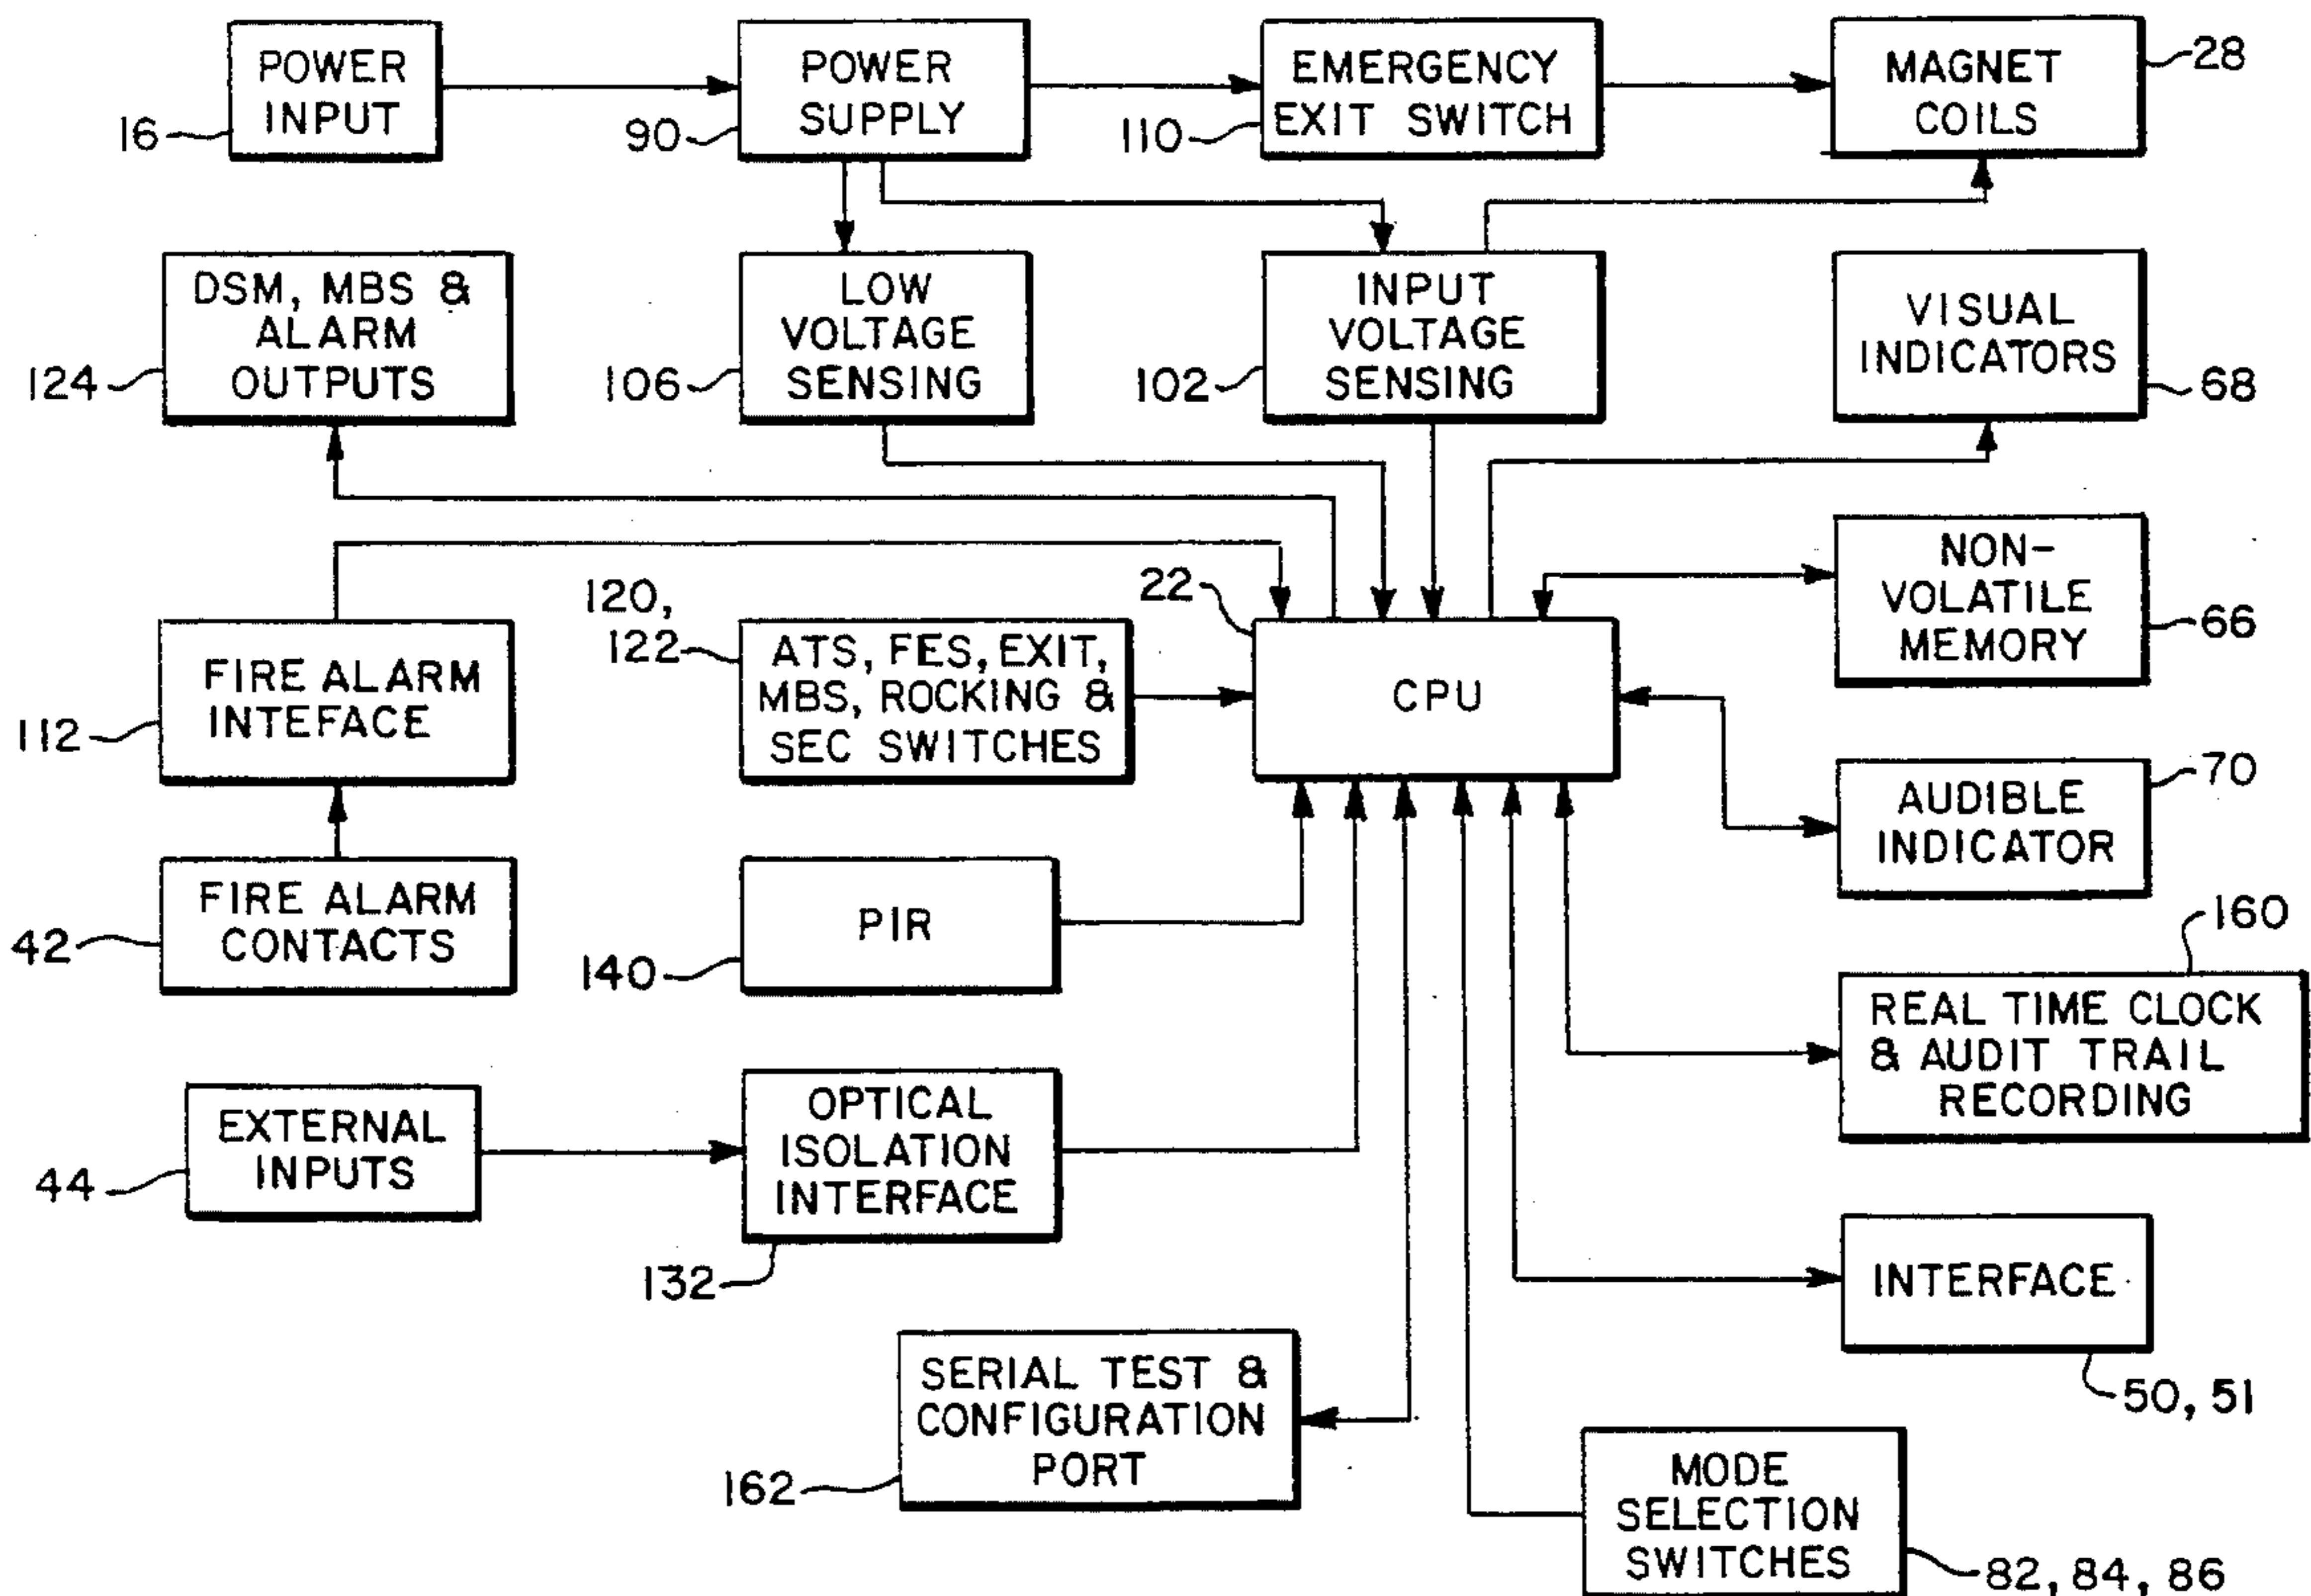 POWER
INPUT
16
POWER
SUPPLY
90
EMERGENCY
EXIT SWITCH
110
MAGNET
COILS
28
DSM, MBS &
ALARM
OUTPUTS
124
LOW
VOLTAGE
SENSING
106
INPUT
VOLTAGE
SENSING
102
VISUAL
INDICATORS
68
FIRE ALARM
INTEFACE
112
120,
122
ATS, FES, EXIT,
MBS, ROCKING &
SEC SWITCHES
22
CPU
NON-
VOLATILE
MEMORY
66
AUDIBLE
INDICATOR
70
FIRE ALARM
CONTACTS
42
PIR
140
160
REAL TIME CLOCK
& AUDIT TRAIL
RECORDING
EXTERNAL
INPUTS
44
OPTICAL
ISOLATION
INTERFACE
132
INTERFACE
50, 51
SERIAL TEST &
CONFIGURATION
PORT
162
MODE
SELECTION
SWITCHES
82, 84, 86